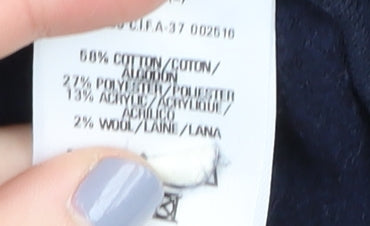 C.I.F.A-37 002516
58% COTTON/COTON/
ALGODON
27% POLYESTER/POLIESTER
13% ACRYLIC/ACRYLIQUE/
ACRILICO
2% WOOL/LAINE/LANA